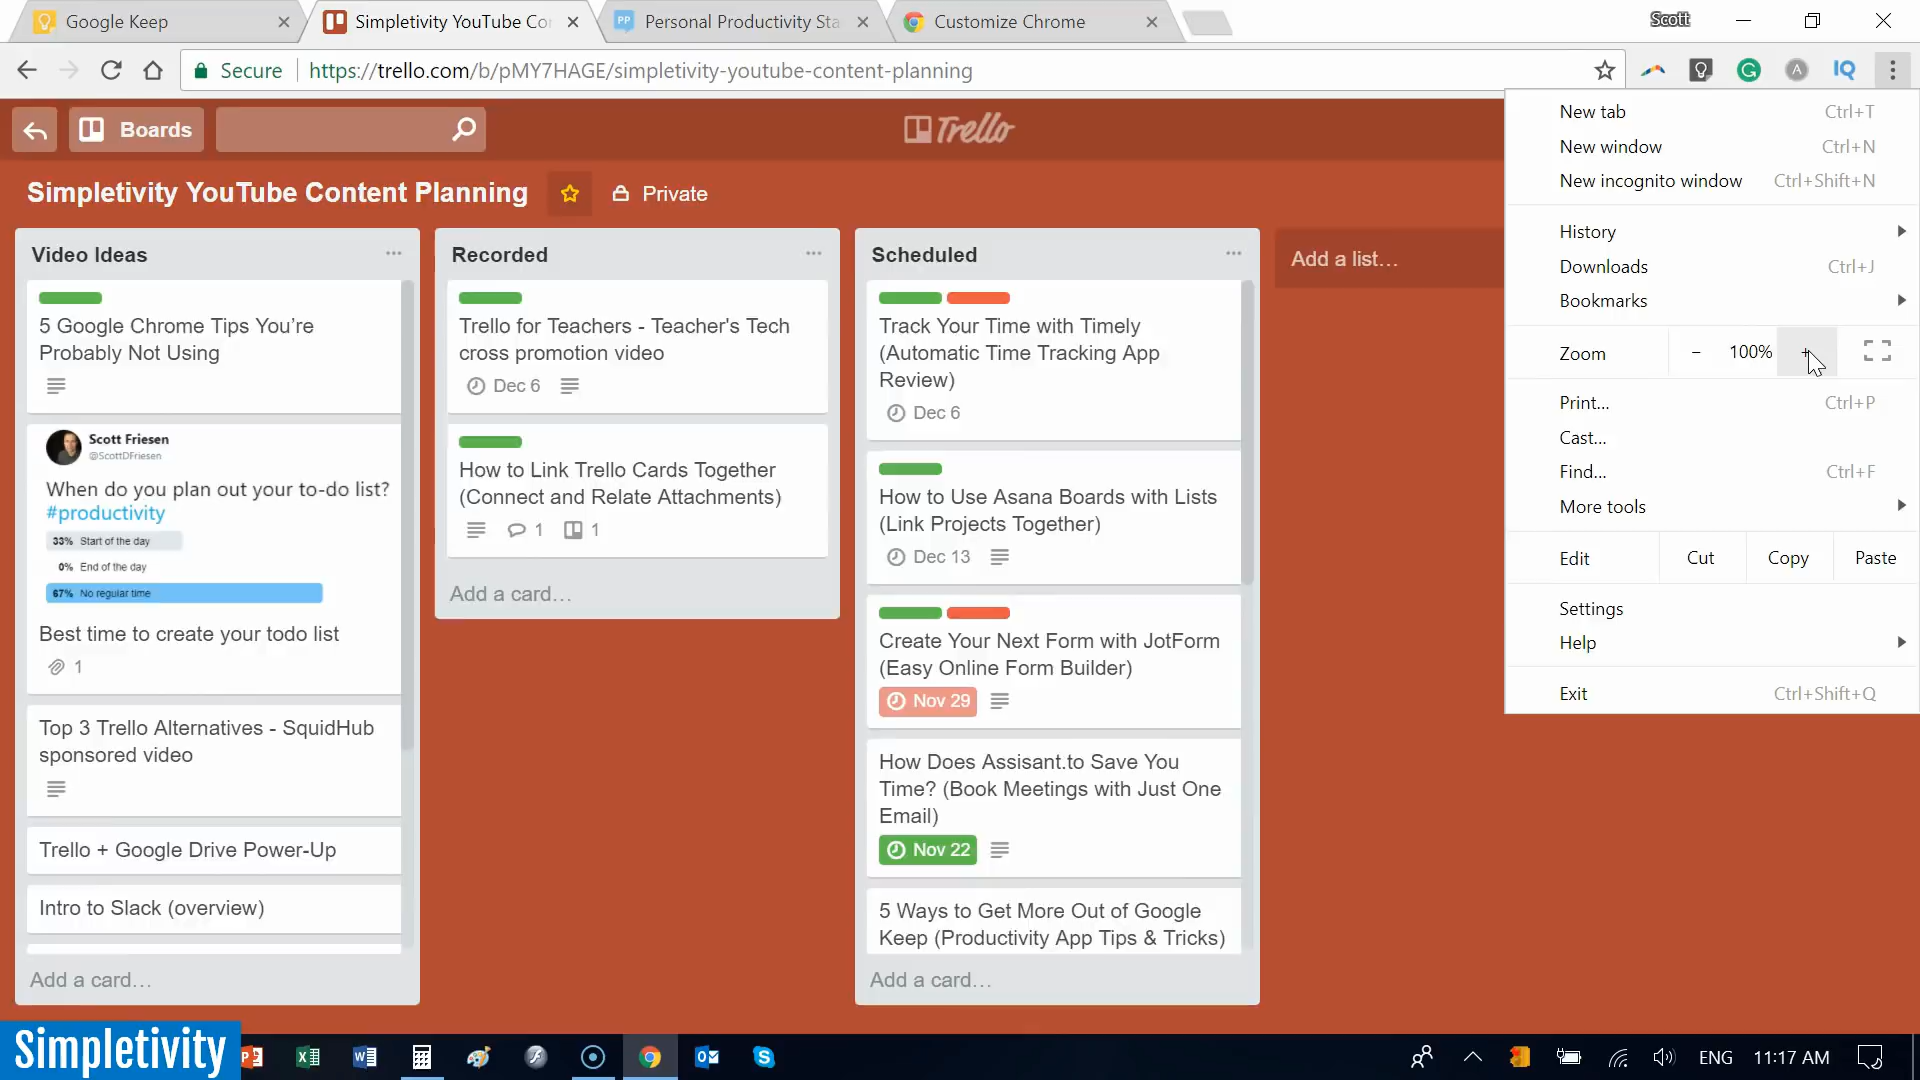 Google Keep
Simpletivity YouTube Co
Personal Productivity Sta
Customize Chrome
Scott
Secure
https://trello.com/b/pMY7HAGE/simpletivity-youtube-content-planning
G
A
IQ
Boards
Trello
Simpletivity YouTube Content Planning
Private
Video Ideas
5 Google Chrome Tips You’re
Probably Not Using
Scott Friesen
@ScottDFriesen
When do you plan out your to-do list?
#productivity
33% Start of the day
0% End of the day
67% No regular time
Best time to create your todo list
1
Top 3 Trello Alternatives - SquidHub
sponsored video
Trello + Google Drive Power-Up
Intro to Slack (overview)
Add a card…
Recorded
Trello for Teachers - Teacher's Tech
cross promotion video
Dec 6
How to Link Trello Cards Together
(Connect and Relate Attachments)
1 1
Add a card…
Scheduled
Track Your Time with Timely
(Automatic Time Tracking App
Review)
Dec 6
How to Use Asana Boards with Lists
(Link Projects Together)
Dec 13
Create Your Next Form with JotForm
(Easy Online Form Builder)
Nov 29
How Does Assisant.to Save You
Time? (Book Meetings with Just One
Email)
Nov 22
5 Ways to Get More Out of Google
Keep (Productivity App Tips & Tricks)
Add a card…
Add a list…
New tab Ctrl+T
New window Ctrl+N
New incognito window Ctrl+Shift+N
History
Downloads Ctrl+J
Bookmarks
Zoom − 100% +
Print... Ctrl+P
Cast...
Find... Ctrl+F
More tools
Edit Cut Copy Paste
Settings
Help
Exit Ctrl+Shift+Q
Simpletivity
ENG
11:17 AM